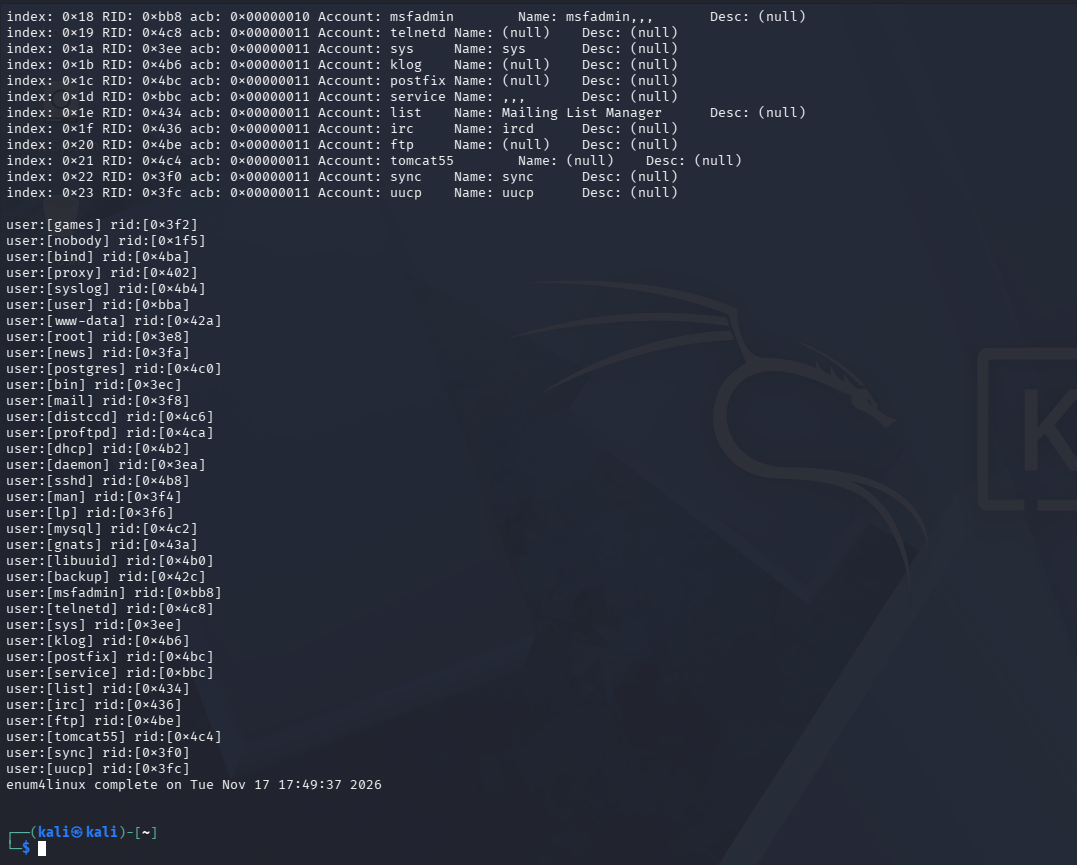 index: 0×18 RID: 0×bb8 acb: 0×00000010 Account: msfadmin        Name: msfadmin,,,       Desc: (null)
index: 0×19 RID: 0×4c8 acb: 0×00000011 Account: telnetd Name: (null)    Desc: (null)
index: 0×1a RID: 0×3ee acb: 0×00000011 Account: sys     Name: sys       Desc: (null)
index: 0×1b RID: 0×4b6 acb: 0×00000011 Account: klog    Name: (null)    Desc: (null)
index: 0×1c RID: 0×4bc acb: 0×00000011 Account: postfix Name: (null)    Desc: (null)
index: 0×1d RID: 0×bbc acb: 0×00000011 Account: service Name: ,,,       Desc: (null)
index: 0×1e RID: 0×434 acb: 0×00000011 Account: list    Name: Mailing List Manager      Desc: (null)
index: 0×1f RID: 0×436 acb: 0×00000011 Account: irc     Name: ircd      Desc: (null)
index: 0×20 RID: 0×4be acb: 0×00000011 Account: ftp     Name: (null)    Desc: (null)
index: 0×21 RID: 0×4c4 acb: 0×00000011 Account: tomcat55        Name: (null)    Desc: (null)
index: 0×22 RID: 0×3f0 acb: 0×00000011 Account: sync    Name: sync      Desc: (null)
index: 0×23 RID: 0×3fc acb: 0×00000011 Account: uucp    Name: uucp      Desc: (null)
user:[games] rid:[0×3f2]
user:[nobody] rid:[0×1f5]
user:[bind] rid:[0×4ba]
user:[proxy] rid:[0×402]
user:[syslog] rid:[0×4b4]
user:[user] rid:[0×bba]
user:[www-data] rid:[0×42a]
user:[root] rid:[0×3e8]
user:[news] rid:[0×3fa]
user:[postgres] rid:[0×4c0]
user:[bin] rid:[0×3ec]
user:[mail] rid:[0×3f8]
user:[distccd] rid:[0×4c6]
user:[proftpd] rid:[0×4ca]
user:[dhcp] rid:[0×4b2]
user:[daemon] rid:[0×3ea]
user:[sshd] rid:[0×4b8]
user:[man] rid:[0×3f4]
user:[lp] rid:[0×3f6]
user:[mysql] rid:[0×4c2]
user:[gnats] rid:[0×43a]
user:[libuuid] rid:[0×4b0]
user:[backup] rid:[0×42c]
user:[msfadmin] rid:[0×bb8]
user:[telnetd] rid:[0×4c8]
user:[sys] rid:[0×3ee]
user:[klog] rid:[0×4b6]
user:[postfix] rid:[0×4bc]
user:[service] rid:[0×bbc]
user:[list] rid:[0×434]
user:[irc] rid:[0×436]
user:[ftp] rid:[0×4be]
user:[tomcat55] rid:[0×4c4]
user:[sync] rid:[0×3f0]
user:[uucp] rid:[0×3fc]
enum4linux complete on Tue Nov 17 17:49:37 2026
┌──(kali㉿kali)-[~]
└─$
K